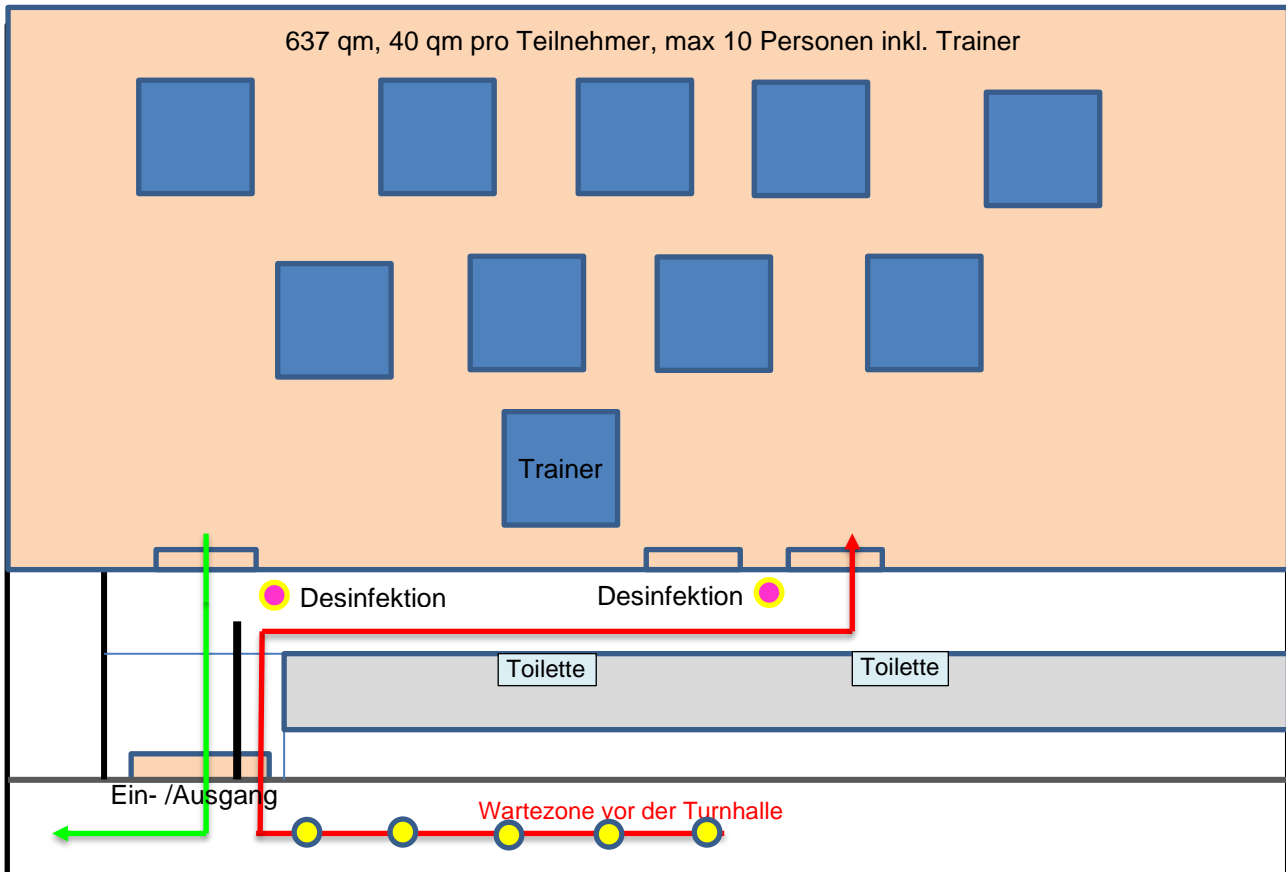 637 qm, 40 qm pro Teilnehmer, max 10 Personen inkl. Trainer
Trainer
Desinfektion
Desinfektion
Toilette
Toilette
Ein- /Ausgang
Wartezone vor der Turnhalle